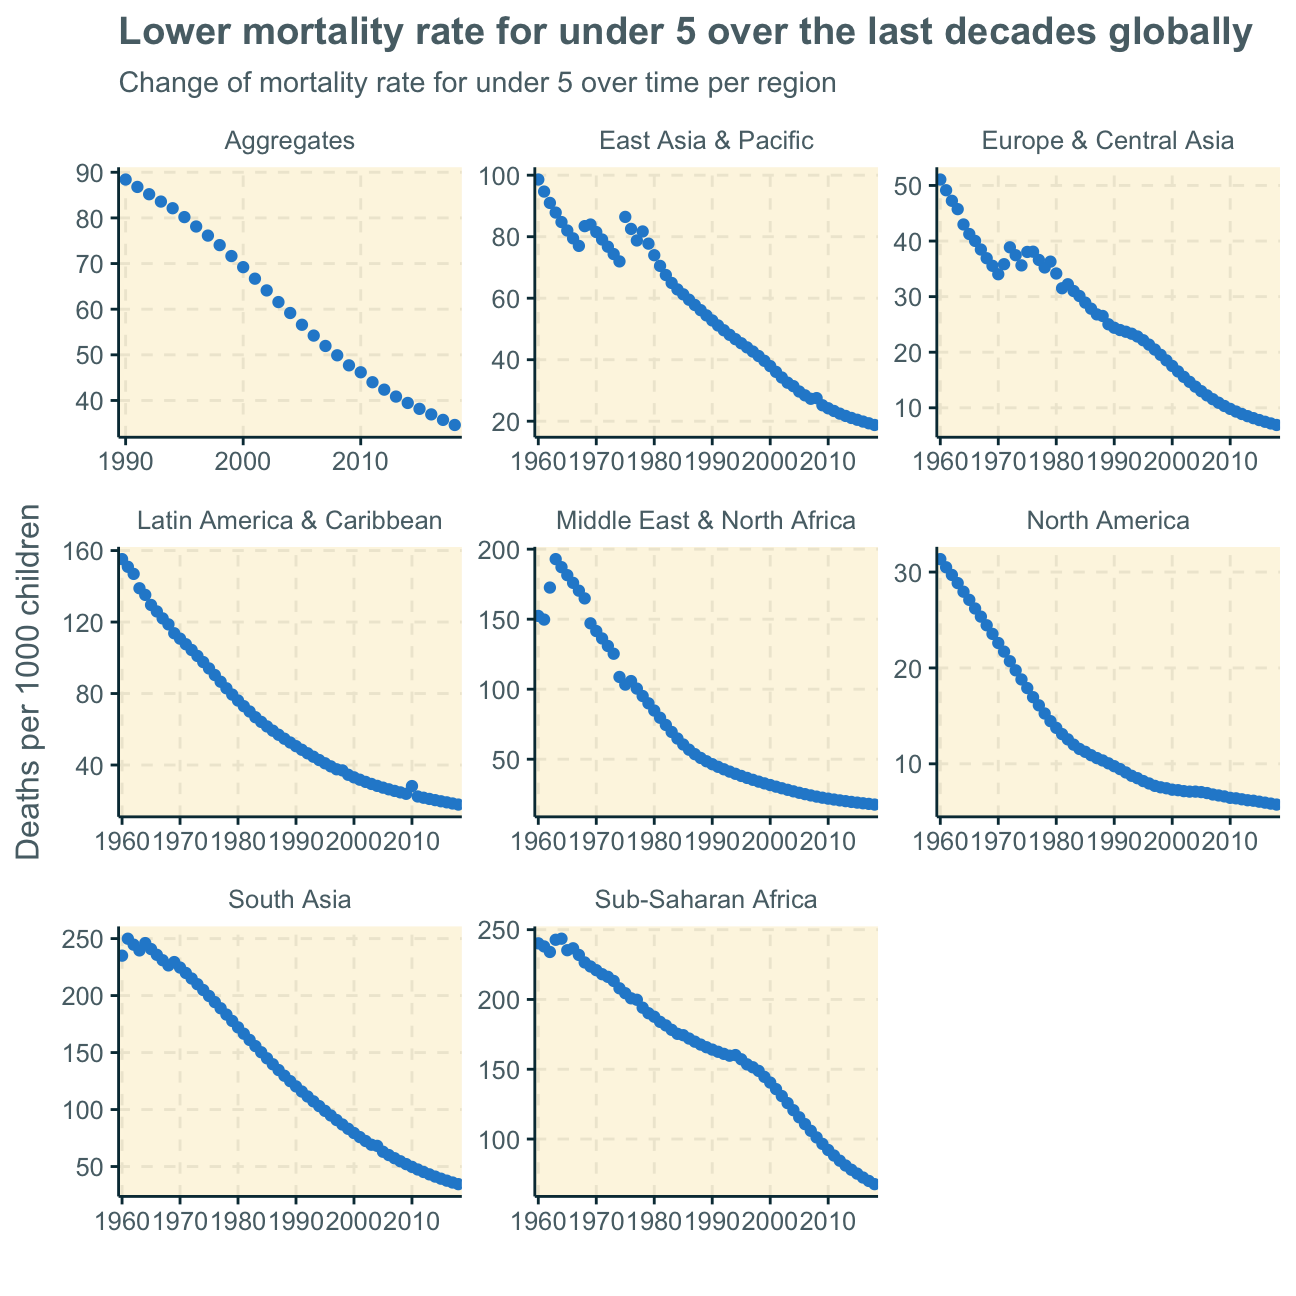 Lower mortality rate for under 5 over the last decades globally
Change of mortality rate for under 5 over time per region
Deaths per 1000 children
Aggregates
90
80
70
60
50
40
1990 2000 2010
East Asia & Pacific
100
80
60
40
20
1960 1970 1980 1990 2000 2010
Europe & Central Asia
50
40
30
20
10
1960 1970 1980 1990 2000 2010
Latin America & Caribbean
160
120
80
40
1960 1970 1980 1990 2000 2010
Middle East & North Africa
200
150
100
50
1960 1970 1980 1990 2000 2010
North America
30
20
10
1960 1970 1980 1990 2000 2010
South Asia
250
200
150
100
50
1960 1970 1980 1990 2000 2010
Sub-Saharan Africa
250
200
150
100
1960 1970 1980 1990 2000 2010